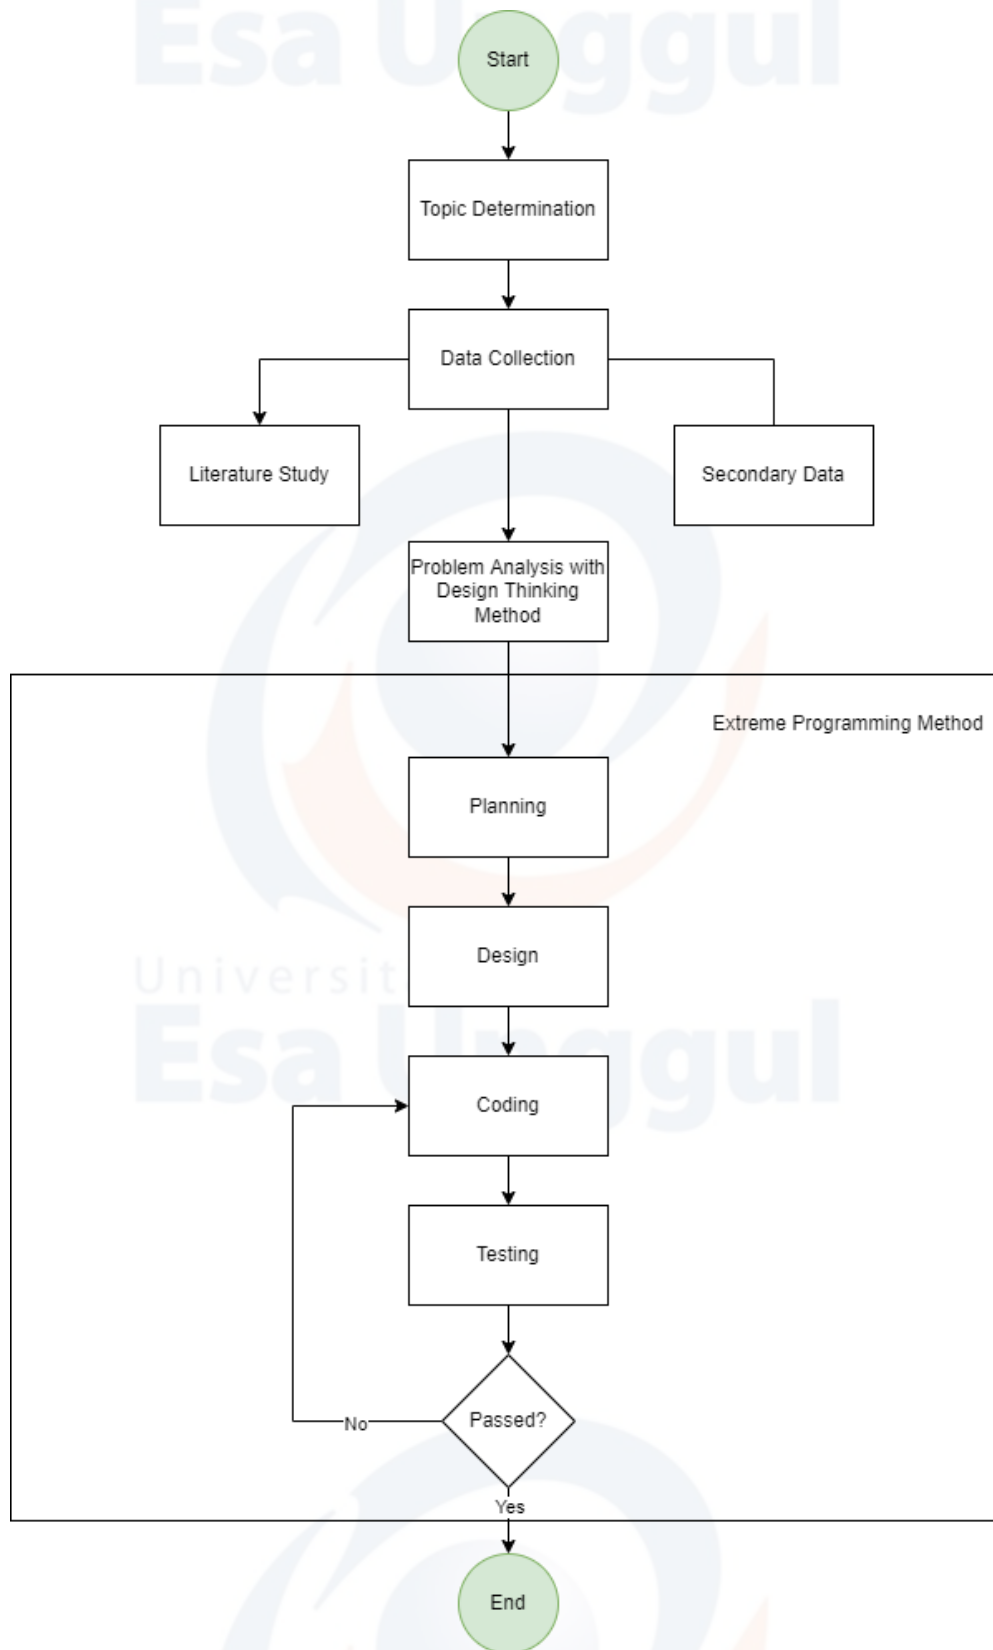 Esa Unggul
Start
Topic Determination
Data Collection
Literature Study
Secondary Data
Problem Analysis with
Design Thinking
Method
Extreme Programming Method
Planning
Design
Universit
Esa Unggul
Coding
Testing
Passed?
No
Yes
End